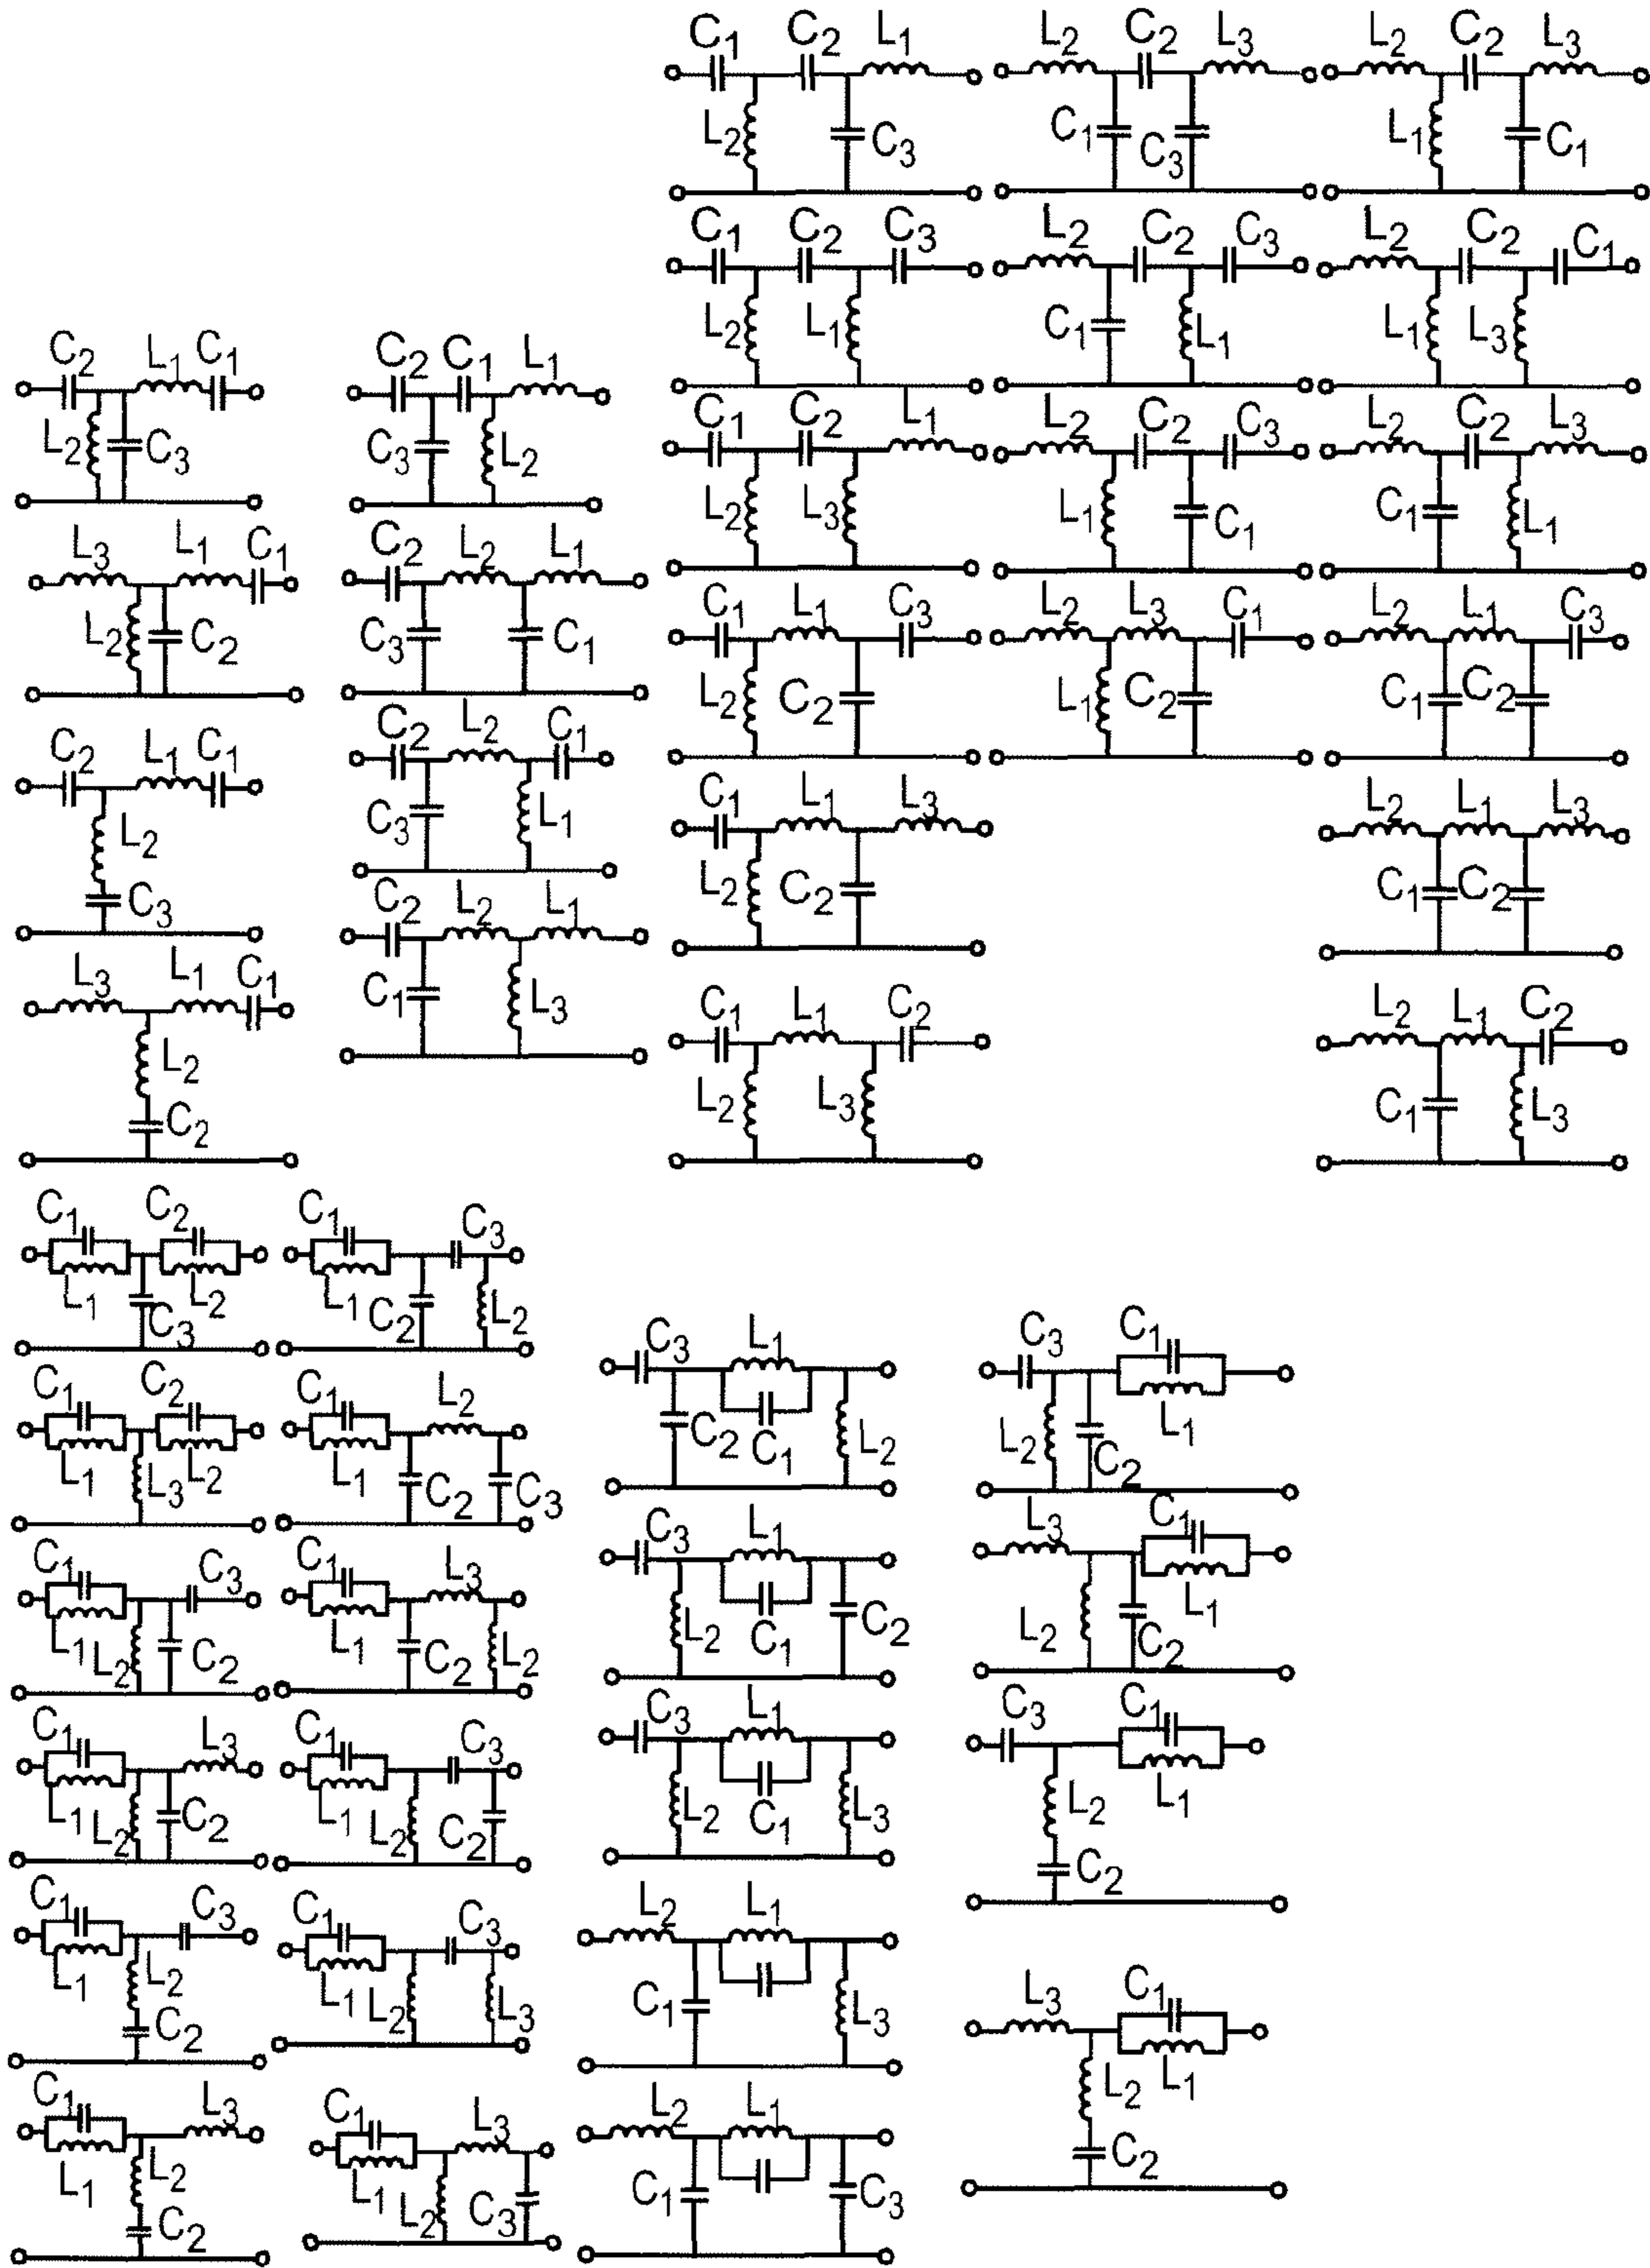 C1 C2 L1
L2 C3
L2 C2 L3
C1 C3
L2 C2 L3
L1 C1
C1 C2 C3
L2 L1
L2 C2 C3
C1 L1
L2 C2 C1
L1 L3
C1 C2 L1
L2 L3
L2 C2 C3
L1 C1
L2 C2 L3
C1 L1
C1 L1 C3
L2 C2
L2 L3 C1
L1 C2
L2 L1 C3
C1 C2
C1 L1 L3
L2 C2
L2 L1 L3
C1 C2
C1 L1 C2
L2 L3
L2 L1 C2
C1 L3
C2 L1 C1
L2 C3
C2 C1 L1
C3 L2
L3 L1 C1
L2 C2
C2 L2 L1
C3 C1
C2 L1 C1
L2
C3
C2 L2 C1
C3 L1
L3 L1 C1
L2
C2
C2 L2 L1
C1 L3
C1 C2
L1 L2
C3
C1 C3
L1 C2 L2
C1 C2
L1 L3 L2
C1 L2
L1 C2 C3
C1 C3
L1 L2 C2
C1 L3
L1 C2 L2
C1 L3
L1 L2 C2
C1 C3
L1 L2 C2
C1 C3
L1 L2
C2
C1 C3
L1 L2 L3
C1 L3
L1 L2
C2
C1 L3
L1 L2 C3
C3 L1
C2 C1 L2
C3 L1
L2 C1 C2
C3 L1
L2 C1 L3
L2 L1
C1 L3
L2 L1
C1 C3
C3 C1
L2 C2 L1
L3 C1
L2 C2 L1
C3 C1
L2 L1
C2
L3 C1
L2 L1
C2